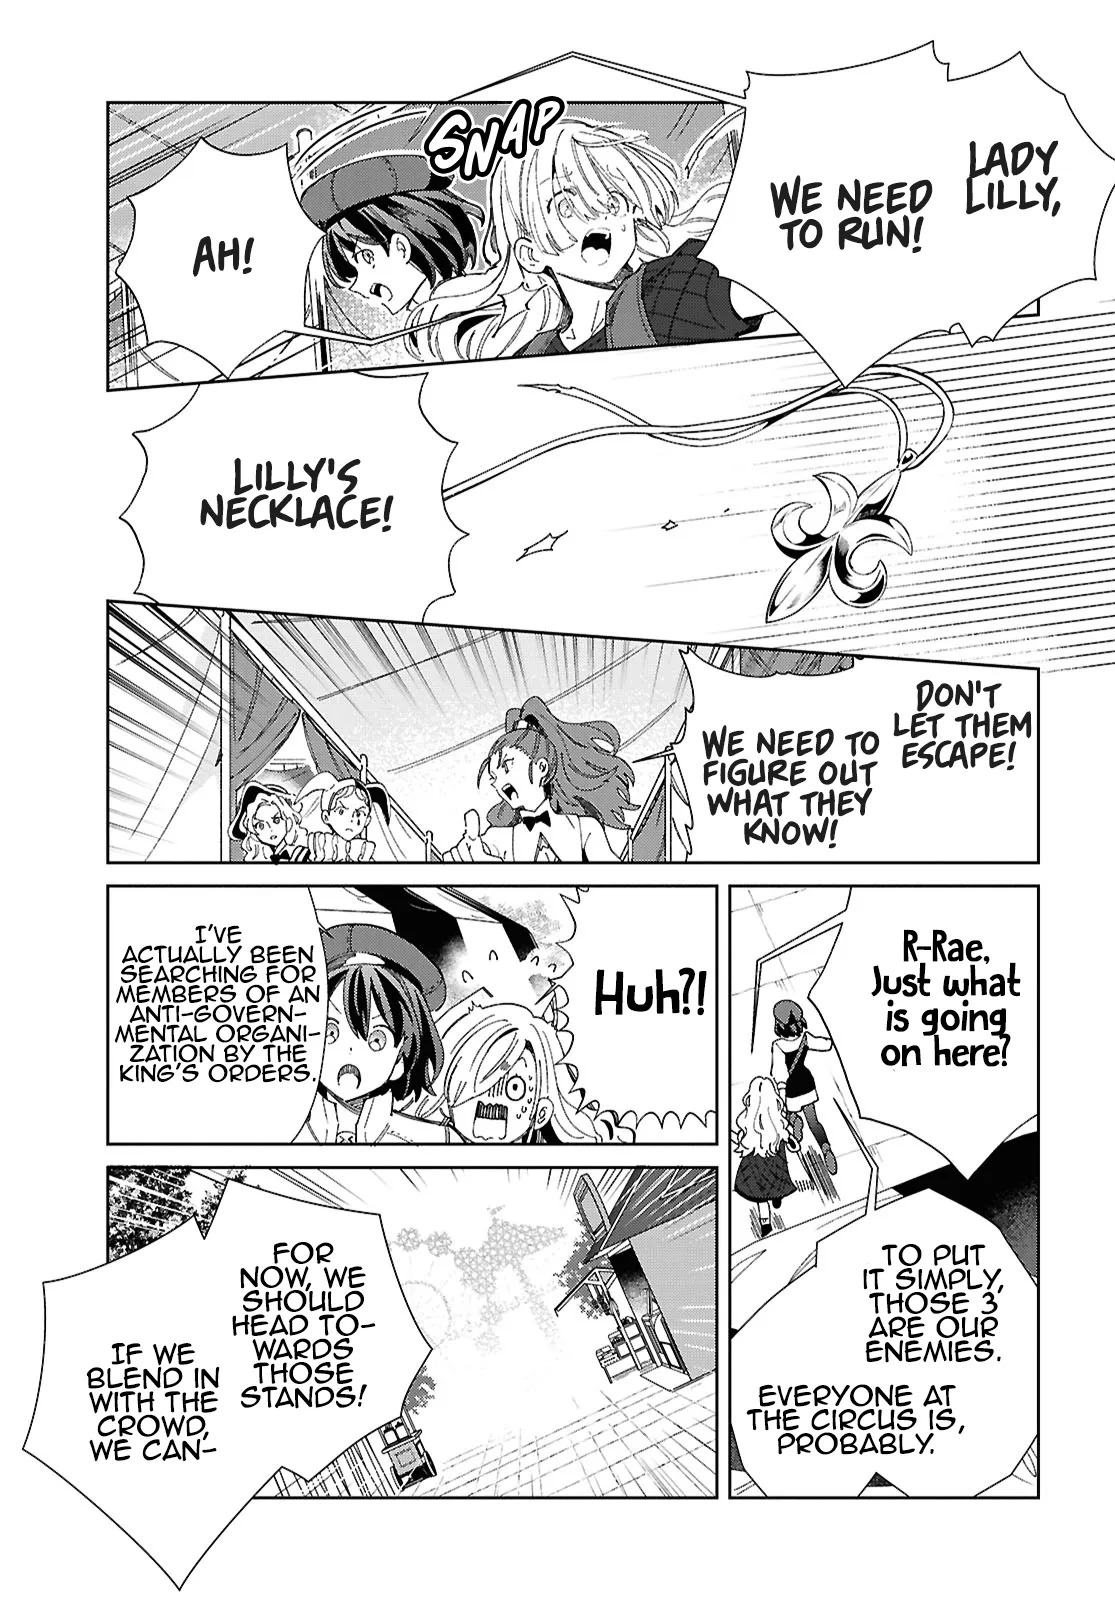 LADY
LILLY,
WE NEED
TO RUN!
SNAP
AH!
LILLY'S
NECKLACE!
DON'T
LET THEM
ESCAPE!
WE NEED TO
FIGURE OUT
WHAT THEY
KNOW!
R-Rae,
Just what
is going
on here?
TO PUT
IT SIMPLY,
THOSE 3
ARE OUR
ENEMIES.
EVERYONE AT
THE CIRCUS IS,
PROBABLY.
Huh?!
I'VE
ACTUALLY BEEN
SEARCHING FOR
MEMBERS OF AN
ANTI-GOVERN-
MENTAL ORGANI-
ZATION BY THE
KING'S ORDERS.
FOR
NOW, WE
SHOULD
HEAD TO-
WARDS
THOSE
STANDS!
IF WE
BLEND IN
WITH THE
CROWD,
WE CAN-